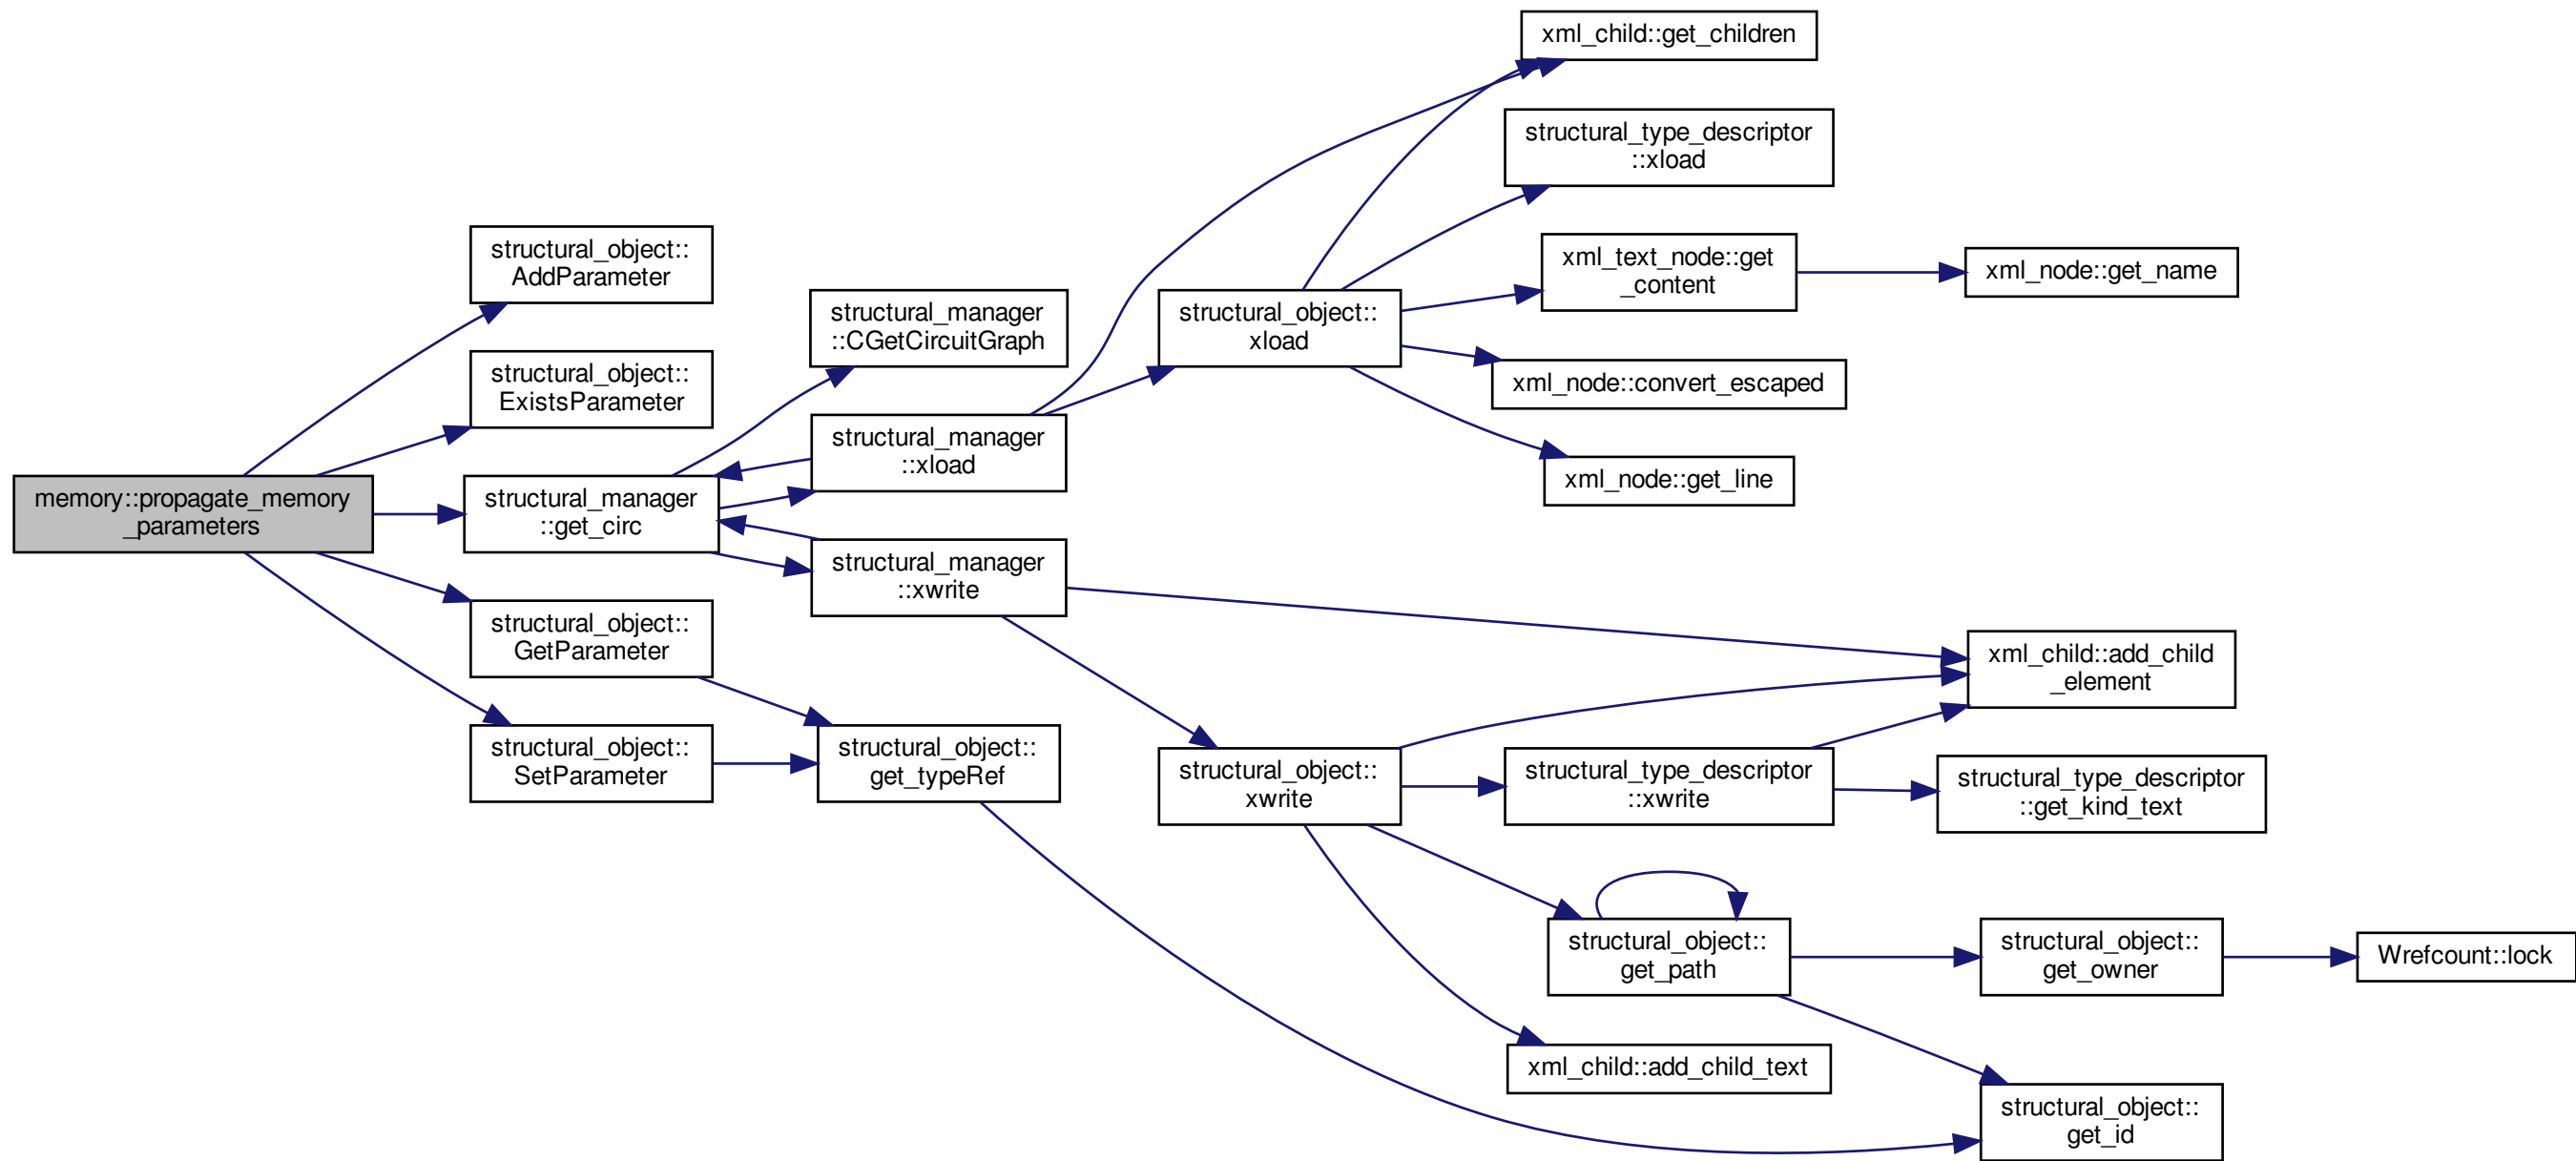 memory::propagate_memory
_parameters
structural_object::
AddParameter
structural_object::
ExistsParameter
structural_manager
::get_circ
structural_object::
GetParameter
structural_object::
SetParameter
structural_manager
::CGetCircuitGraph
structural_manager
::xload
structural_manager
::xwrite
structural_object::
get_typeRef
structural_object::
xload
structural_object::
xwrite
xml_child::get_children
structural_type_descriptor
::xload
xml_text_node::get
_content
xml_node::convert_escaped
xml_node::get_line
structural_type_descriptor
::xwrite
structural_object::
get_path
xml_child::add_child_text
xml_node::get_name
xml_child::add_child
_element
structural_type_descriptor
::get_kind_text
structural_object::
get_owner
structural_object::
get_id
Wrefcount::lock